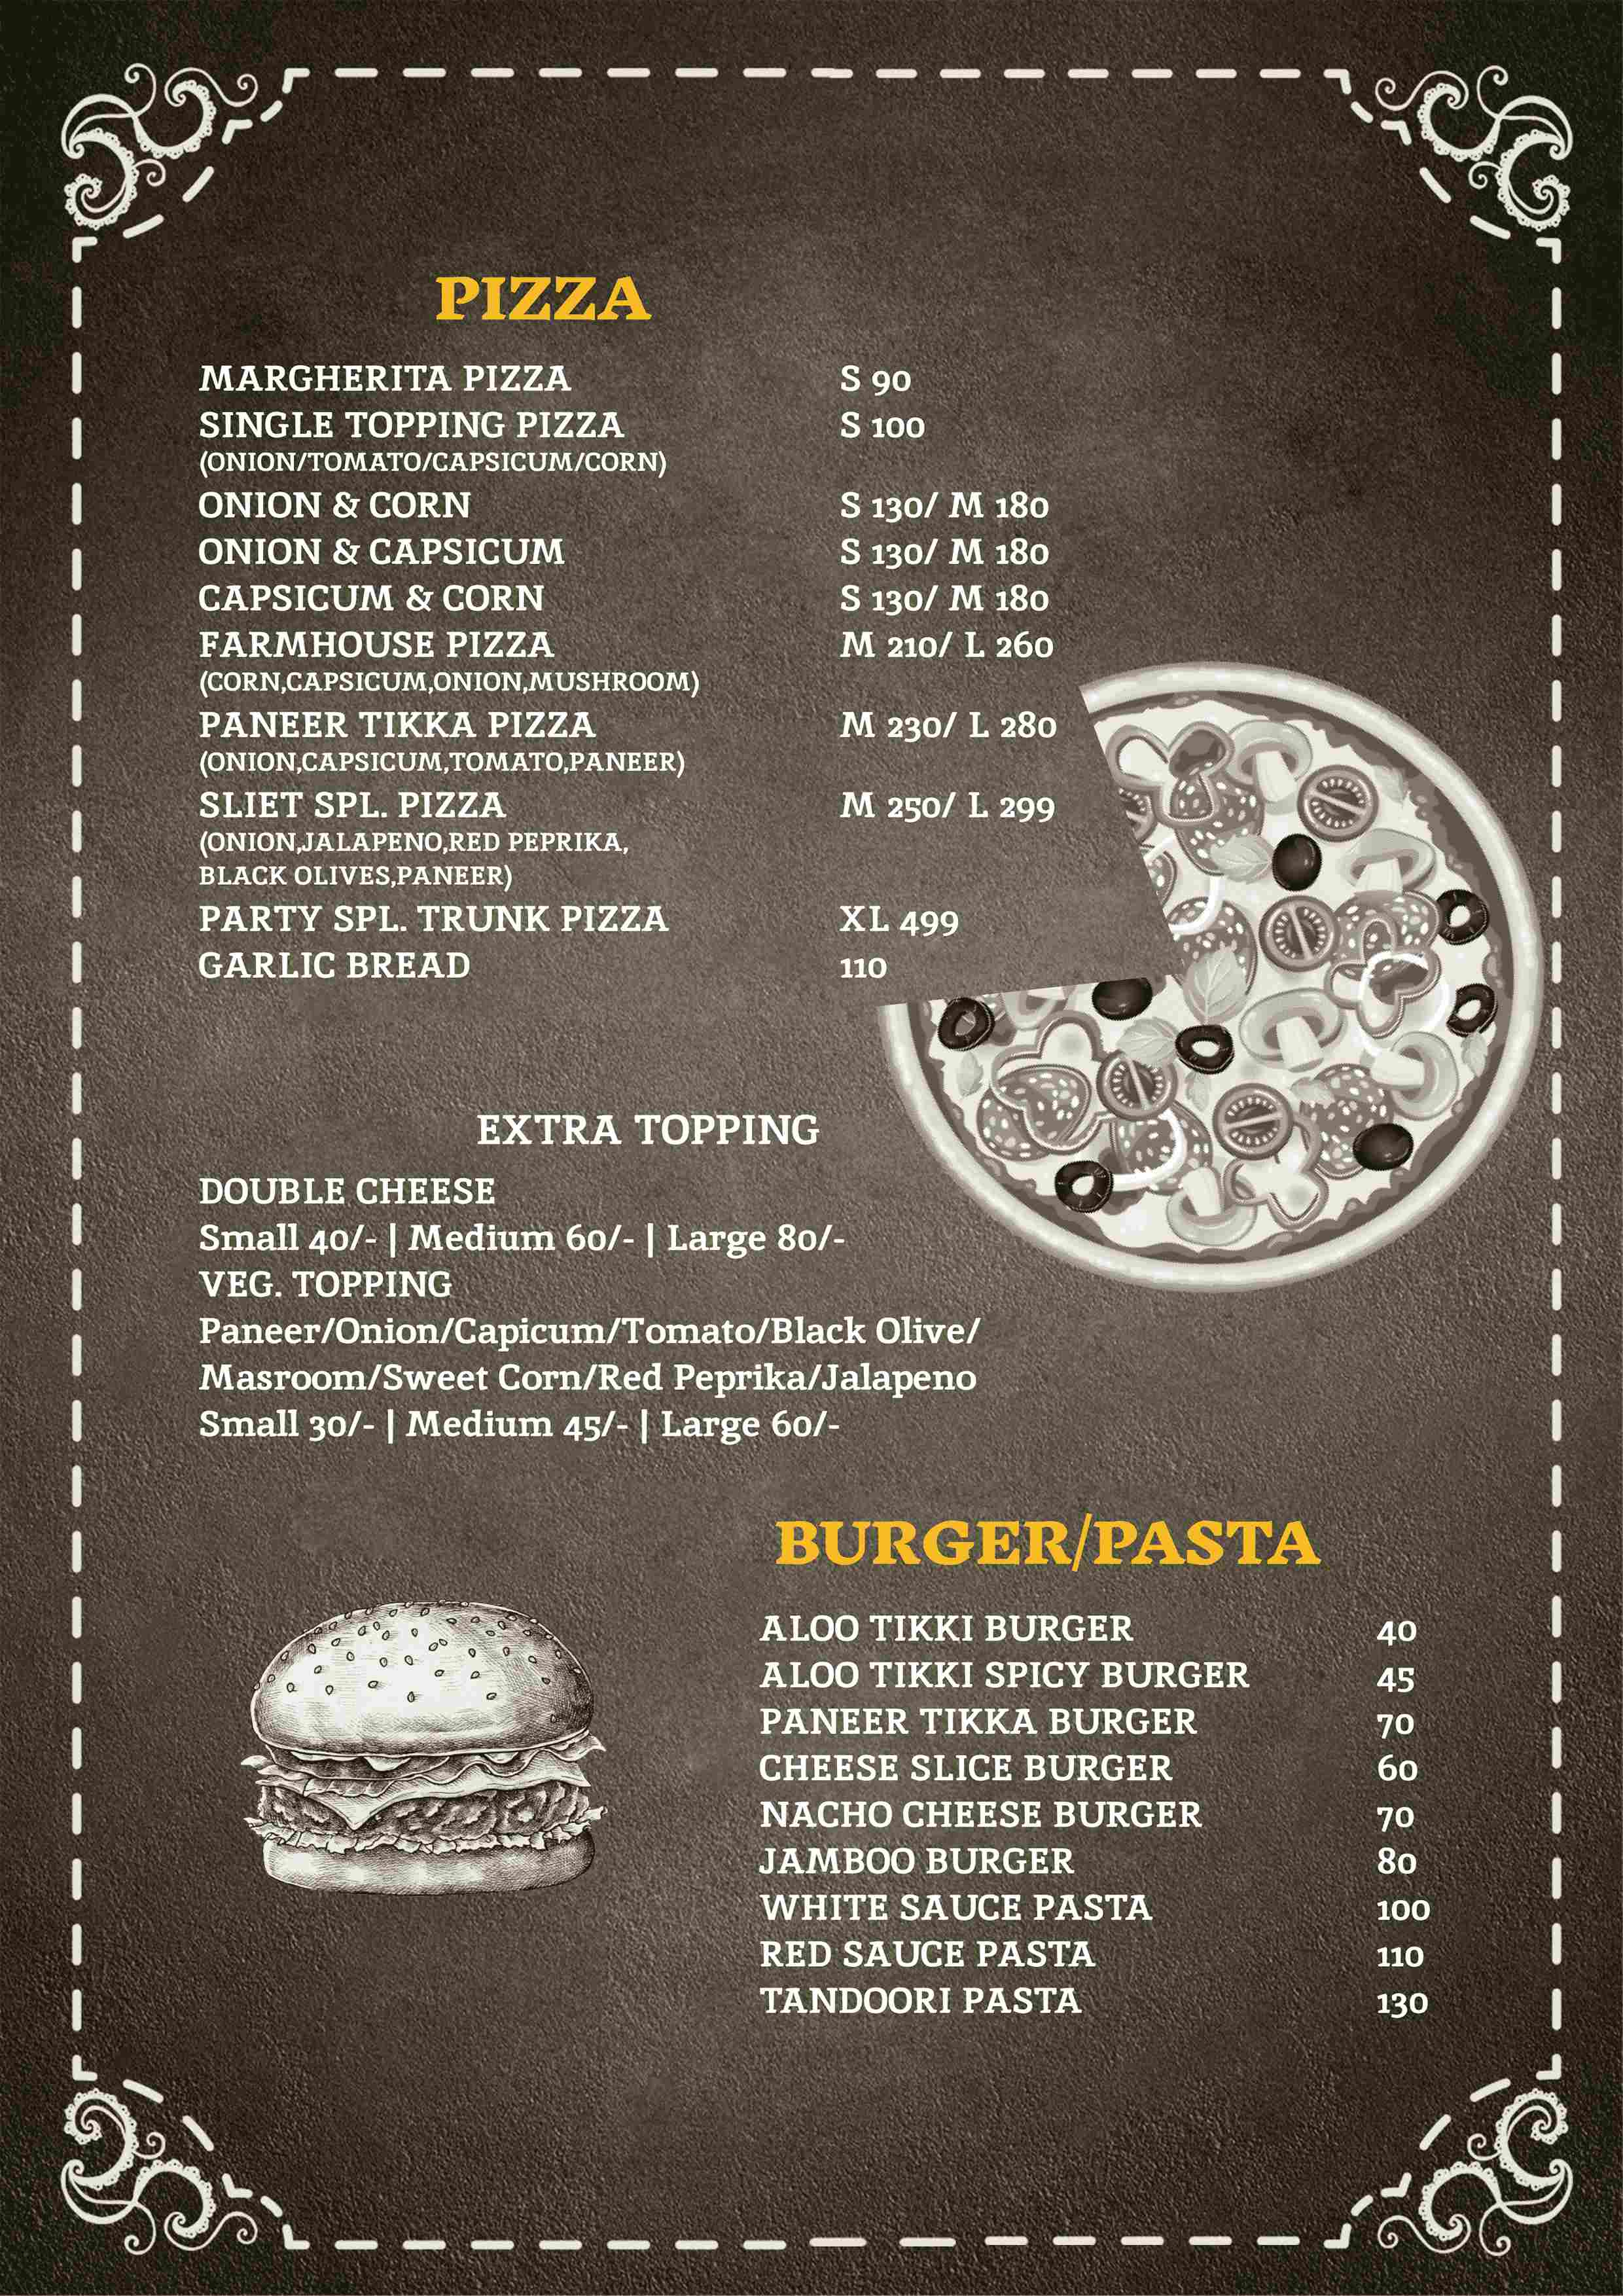 PIZZA
MARGHERITA PIZZA S 90
SINGLE TOPPING PIZZA S 100
(ONION/TOMATO/CAPSICUM/CORN)
ONION & CORN S 130/ M 180
ONION & CAPSICUM S 130/ M 180
CAPSICUM & CORN S 130/ M 180
FARMHOUSE PIZZA M 210/ L 260
(CORN,CAPSICUM,ONION,MUSHROOM)
PANEER TIKKA PIZZA M 230/ L 280
(ONION,CAPSICUM,TOMATO,PANEER)
SLIET SPL. PIZZA M 250/ L 299
(ONION,JALAPENO,RED PEPRIKA,
BLACK OLIVES,PANEER)
PARTY SPL. TRUNK PIZZA XL 499
GARLIC BREAD 110
EXTRA TOPPING
DOUBLE CHEESE
Small 40/- | Medium 60/- | Large 80/-
VEG. TOPPING
Paneer/Onion/Capicum/Tomato/Black Olive/
Masroom/Sweet Corn/Red Peprika/Jalapeno
Small 30/- | Medium 45/- | Large 60/-
BURGER/PASTA
ALOO TIKKI BURGER 40
ALOO TIKKI SPICY BURGER 45
PANEER TIKKA BURGER 70
CHEESE SLICE BURGER 60
NACHO CHEESE BURGER 70
JAMBOO BURGER 80
WHITE SAUCE PASTA 100
RED SAUCE PASTA 110
TANDOORI PASTA 130